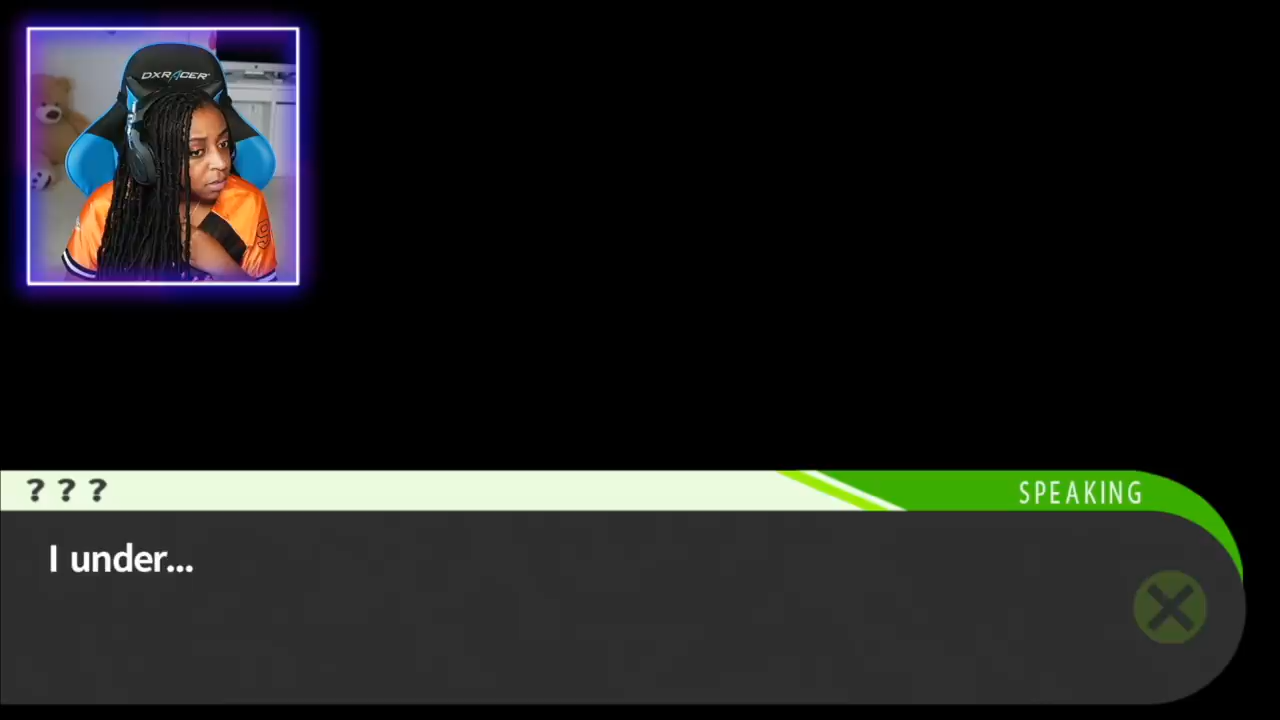 DXRACER
? ? ?
SPEAKING
I under...